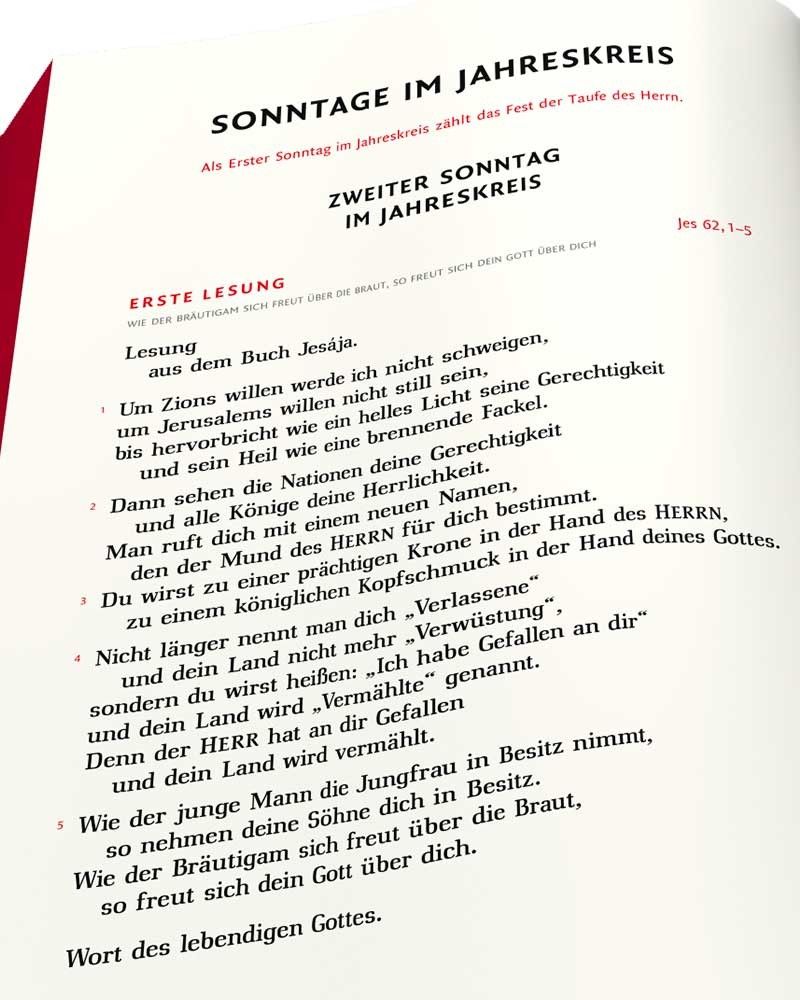 SONNTAGE IM JAHRESKREIS
Als Erster Sonntag im Jahreskreis zählt das Fest der Taufe des Herrn.
ZWEITER SONNTAG
IM JAHRESKREIS
ERSTE LESUNG
Jes 62, 1–5
WIE DER BRÄUTIGAM SICH FREUT ÜBER DIE BRAUT, SO FREUT SICH DEIN GOTT ÜBER DICH
Lesung
aus dem Buch Jesája.
1 Um Zions willen werde ich nicht schweigen,
um Jerusalems willen nicht still sein,
bis hervorbricht wie ein helles Licht seine Gerechtigkeit
und sein Heil wie eine brennende Fackel.
2 Dann sehen die Nationen deine Gerechtigkeit
und alle Könige deine Herrlichkeit.
Man ruft dich mit einem neuen Namen,
den der Mund des HERRN für dich bestimmt.
3 Du wirst zu einer prächtigen Krone in der Hand des HERRN,
zu einem königlichen Kopfschmuck in der Hand deines Gottes.
4 Nicht länger nennt man dich „Verlassene“
und dein Land nicht mehr „Verwüstung“,
sondern du wirst heißen: „Ich habe Gefallen an dir“
und dein Land wird „Vermählte“ genannt.
Denn der HERR hat an dir Gefallen
und dein Land wird vermählt.
5 Wie der junge Mann die Jungfrau in Besitz nimmt,
so nehmen deine Söhne dich in Besitz.
Wie der Bräutigam sich freut über die Braut,
so freut sich dein Gott über dich.
Wort des lebendigen Gottes.